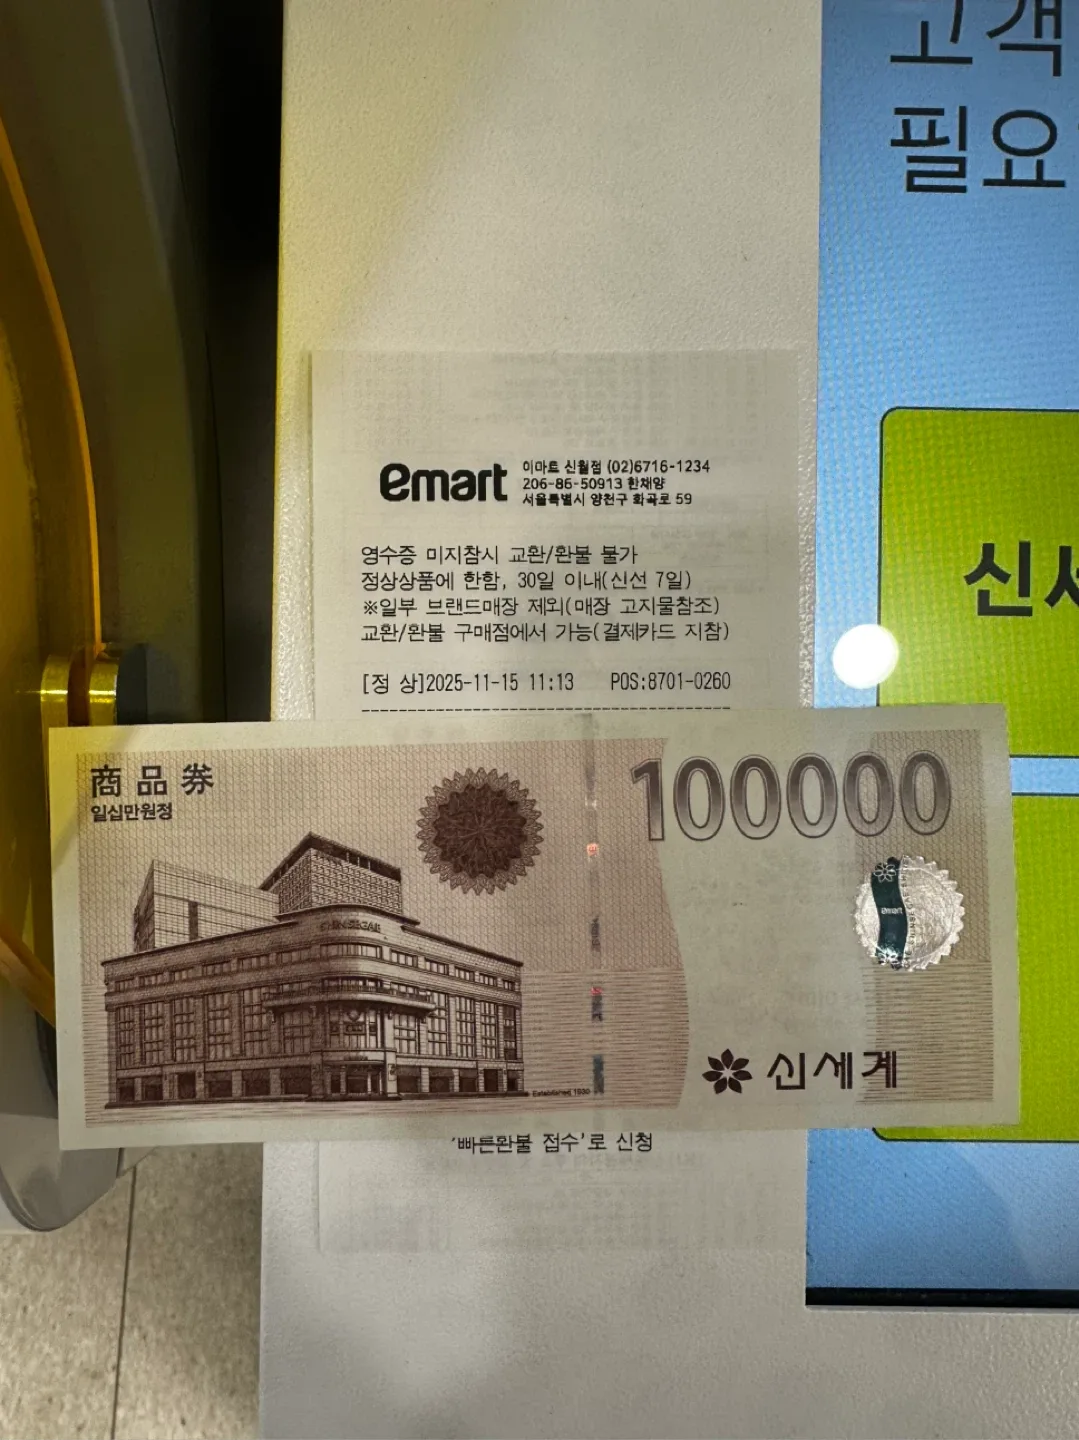 고객
필요
신세
emart
이마트 신월점 (02)6716-1234
206-86-50913 한채양
서울특별시 양천구 화곡로 59
영수증 미지참시 교환/환불 불가
정상상품에 한함, 30일 이내(신선 7일)
※일부 브랜드매장 제외(매장 고지물참조)
교환/환불 구매점에서 가능(결제카드 지참)
[정 상]2025-11-15 11:13 POS:8701-0260
商品券
일십만원정
100000
SHINSEGAE
emart
Established 1930
신세계
'빠른환불 접수'로 신청